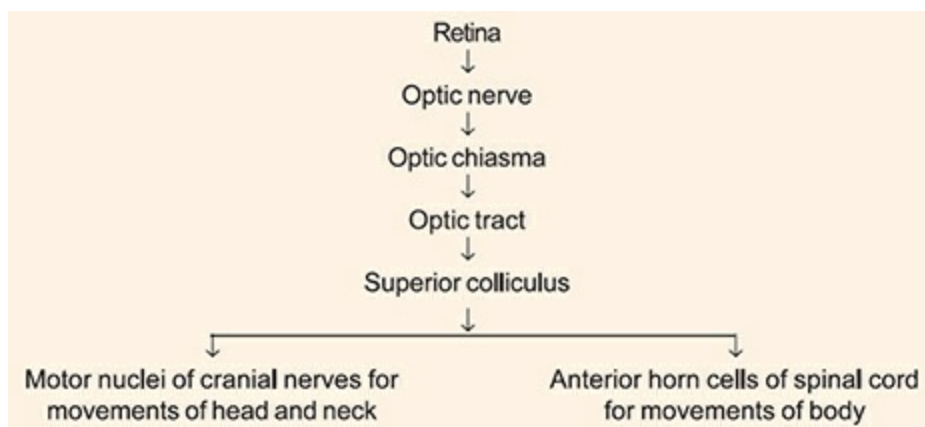 Retina
Optic nerve
Optic chiasma
Optic tract
Superior colliculus
Motor nuclei of cranial nerves for
movements of head and neck
Anterior horn cells of spinal cord
for movements of body